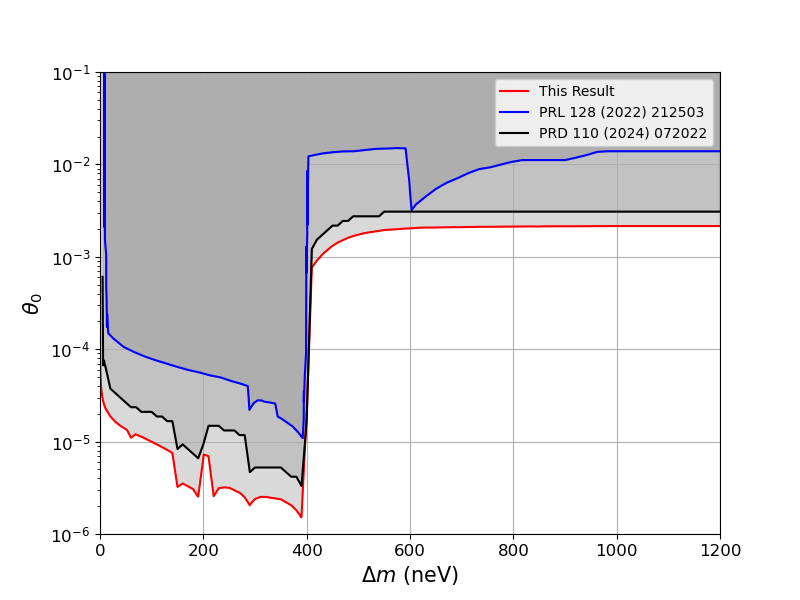 10⁻¹
10⁻²
10⁻³
10⁻⁴
10⁻⁵
10⁻⁶
θ₀
This Result
PRL 128 (2022) 212503
PRD 110 (2024) 072022
0 200 400 600 800 1000 1200
Δm (neV)